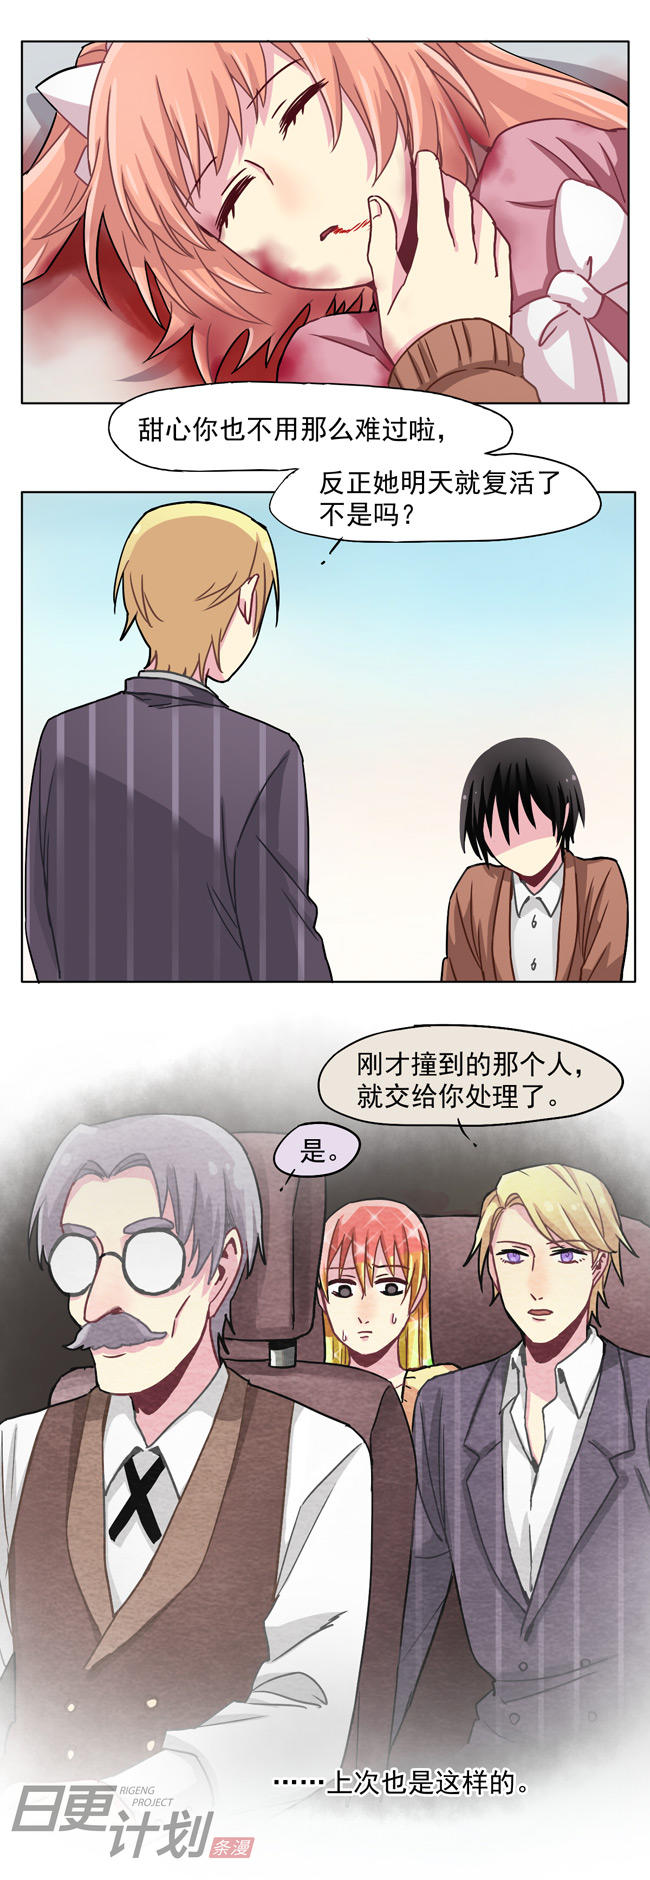 甜心你也不用那么难过啦，
反正她明天就复活了
不是吗？
刚才撞到的那个人，
就交给你处理了。
是。
……上次也是这样的。
日更计划
RIGENG
PROJECT
条漫